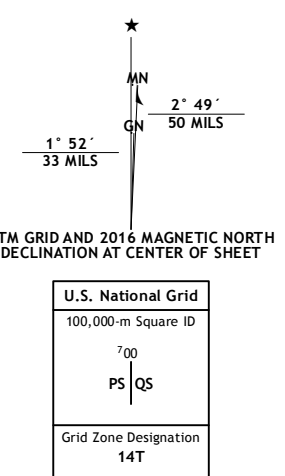 ★
MN
2° 49´
50 MILS
GN
1° 52´
33 MILS
TM GRID AND 2016 MAGNETIC NORTH
DECLINATION AT CENTER OF SHEET
U.S. National Grid
100,000-m Square ID
700
PS QS
Grid Zone Designation
14T